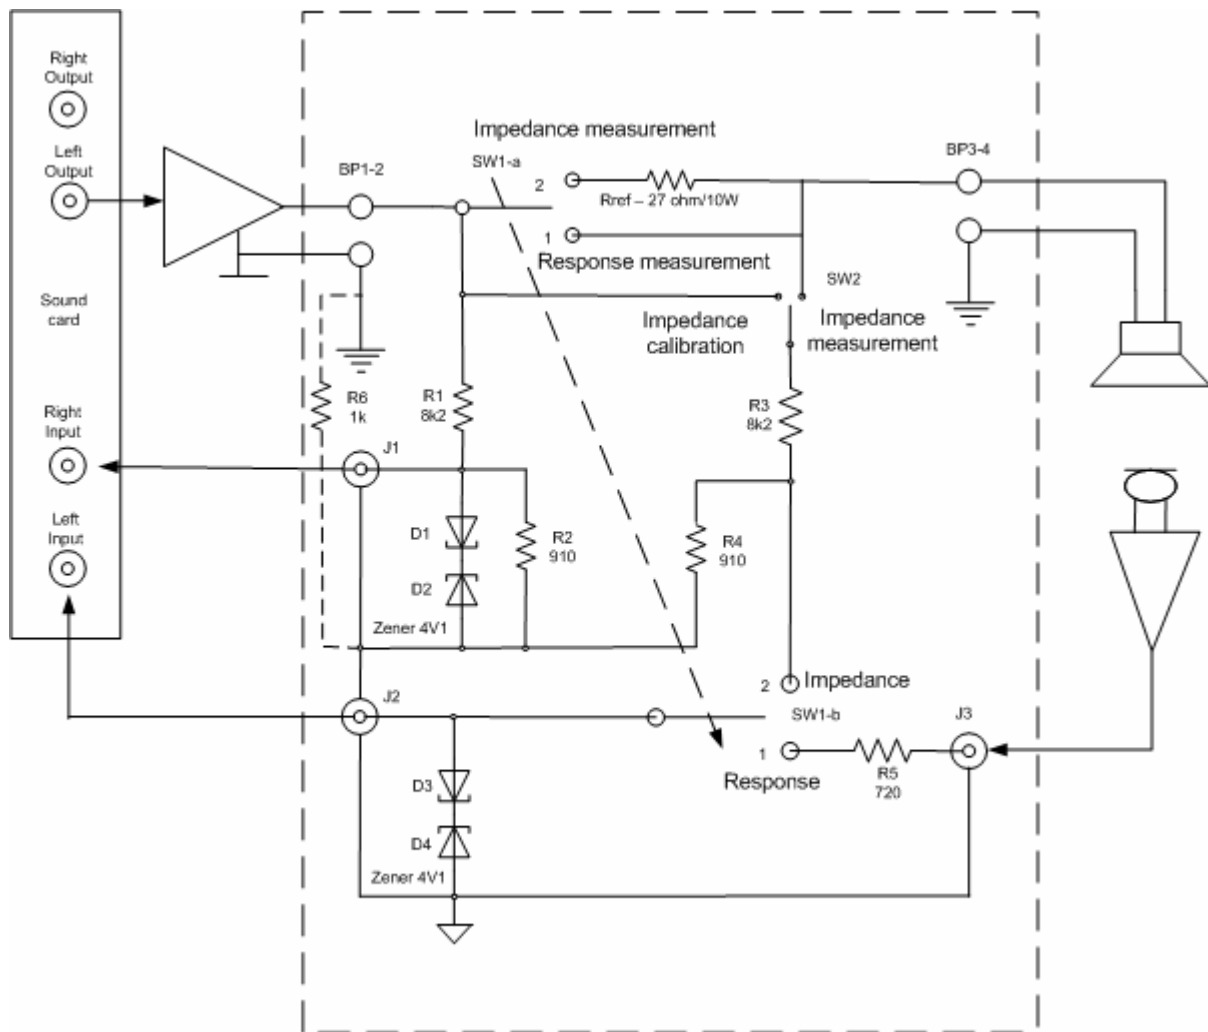 Right
Output
Left
Output
Sound
card
Right
Input
Left
Input
BP1-2
Impedance measurement
SW1-a
2
Rref – 27 ohm/10W
1
Response measurement
BP3-4
SW2
Impedance
calibration
Impedance
measurement
R6
1k
R1
8k2
R3
8k2
J1
D1
D2
R2
910
R4
910
Zener 4V1
J2
2
Impedance
SW1-b
1
Response
R5
720
J3
D3
D4
Zener 4V1